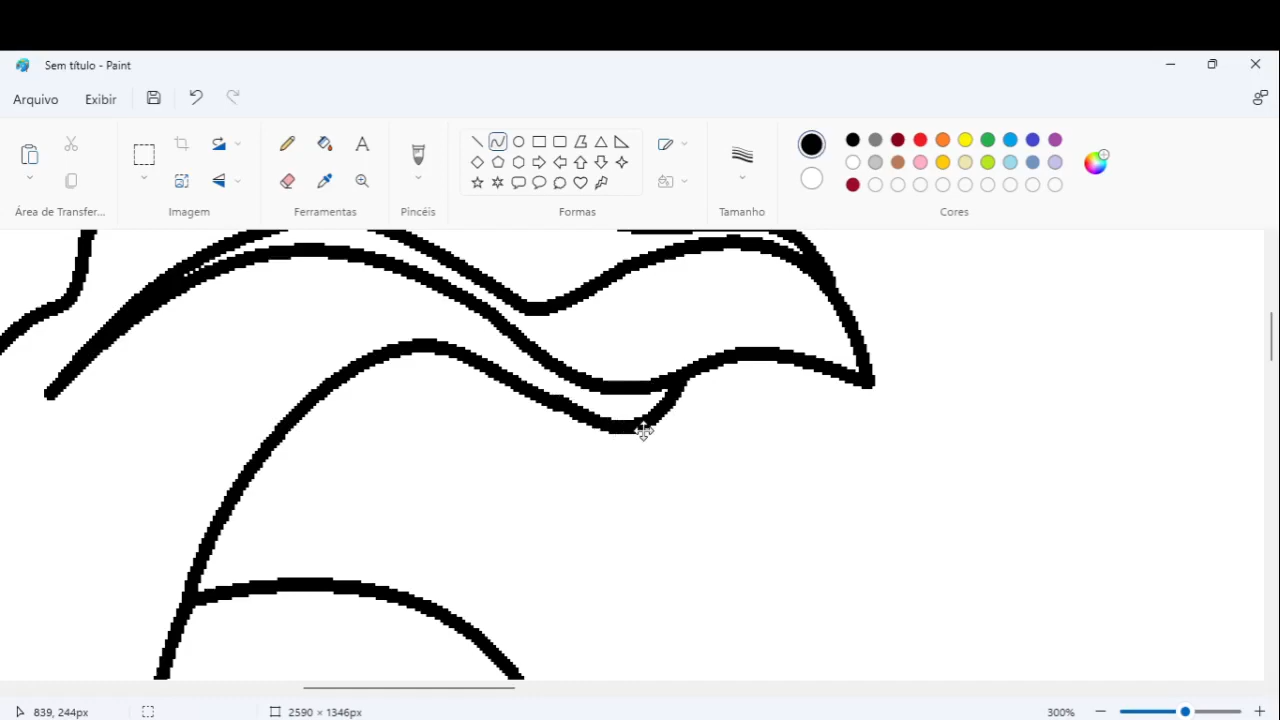 Sem título - Paint
Arquivo Exibir
Área de Transfer... Imagem Ferramentas Pincéis Formas Tamanho Cores
839, 244px 2590 × 1346px 300%